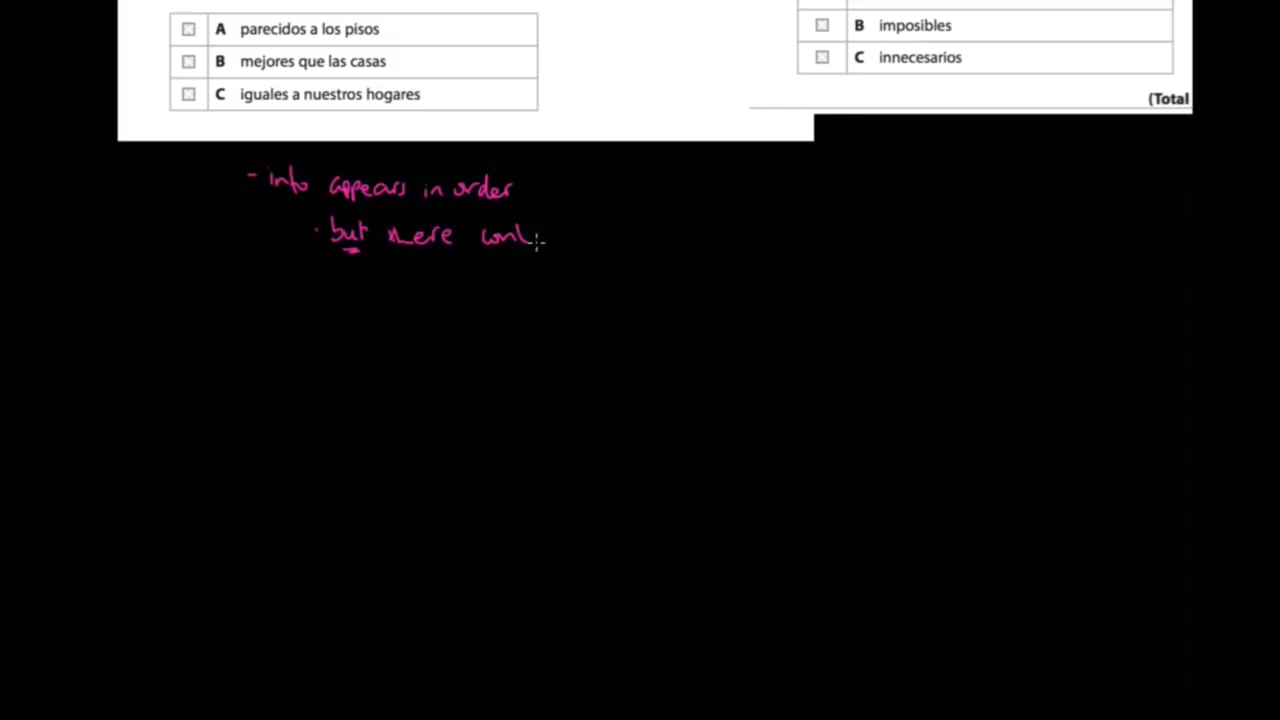 A parecidos a los pisos
B mejores que las casas
C iguales a nuestros hogares
B imposibles
C innecesarios
(Total
- info appears in order
· but there